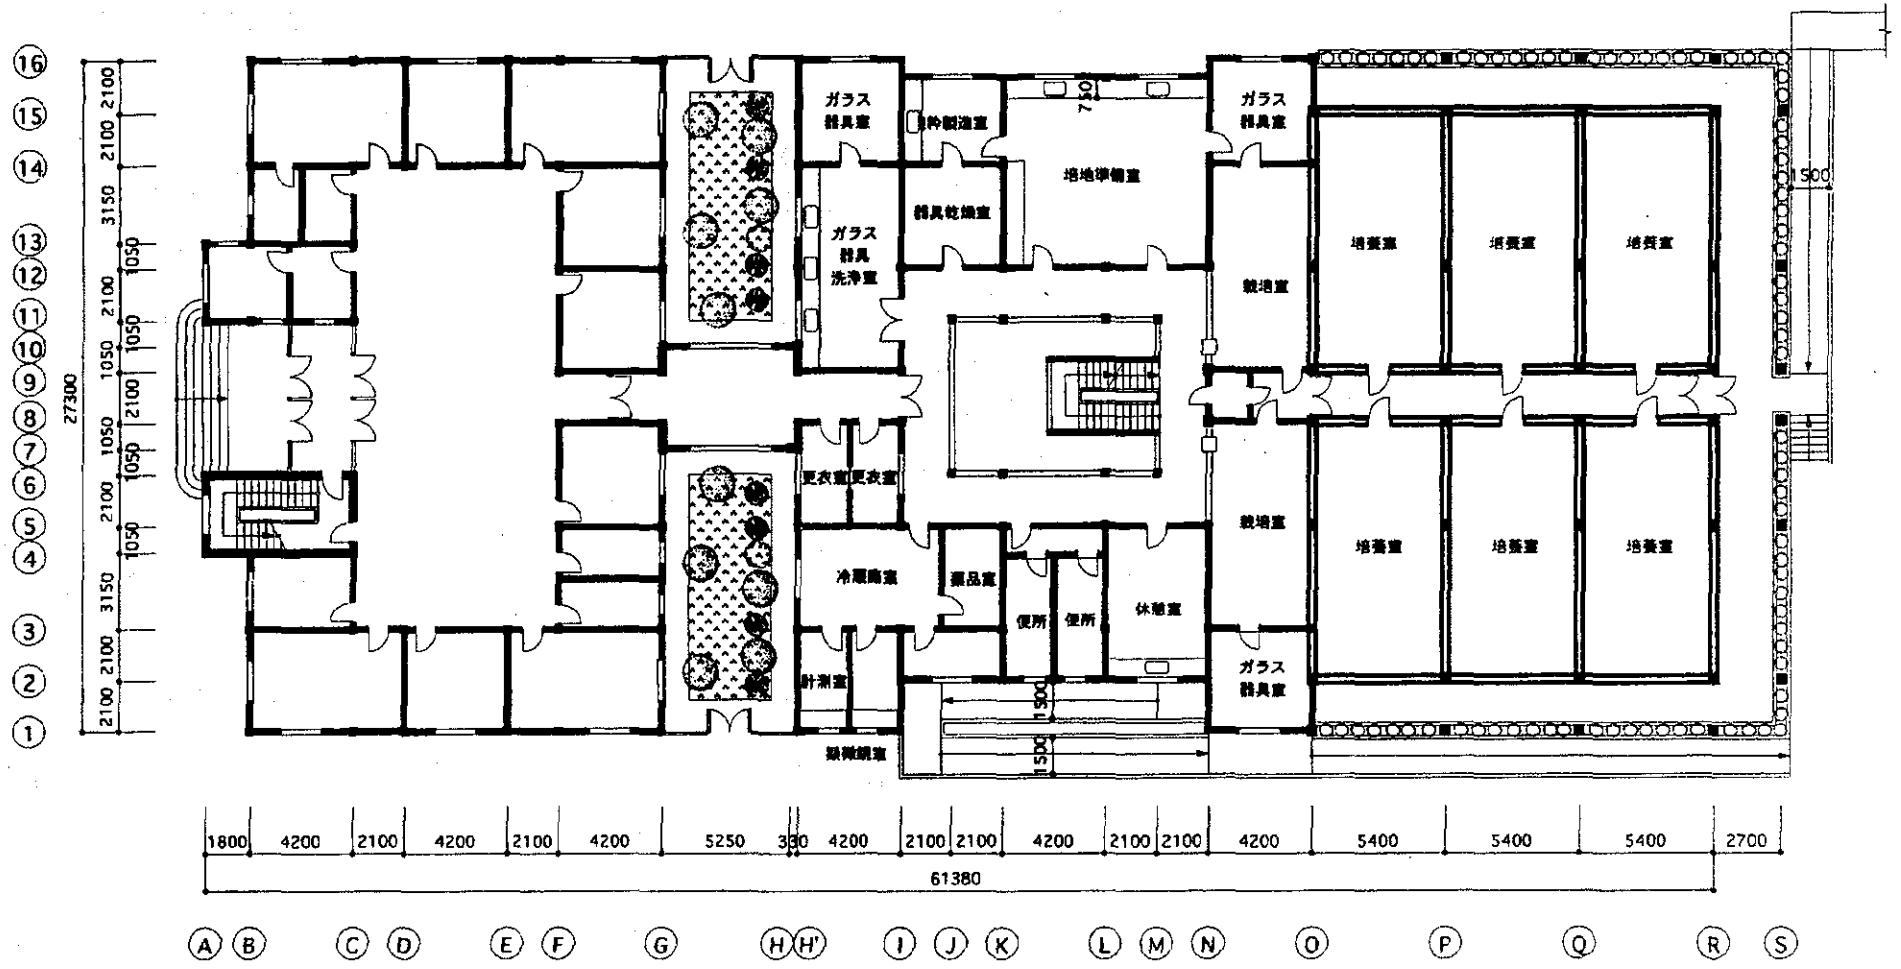 16
15
14
13
12
11
10
9
8
7
6
5
4
3
2
1
27300
2100
2100
3150
1050
2100
1050
1050
2100
1050
1050
2100
1050
3150
2100
2100
ガラス
器具室
750
ガラス
器具室
培地準備室
器具乾燥室
ガラス
器具
洗浄室
栽培室
培養室
培養室
培養室
1500
更衣室
更衣室
栽培室
培養室
培養室
培養室
薬品室
便所
便所
休憩室
計測室
ガラス
器具室
1500
1500
顕微鏡室
1800
4200
2100
4200
2100
4200
5250
330
4200
2100
2100
4200
2100
2100
4200
5400
5400
5400
2700
61380
A
B
C
D
E
F
G
H
H'
I
J
K
L
M
N
O
P
Q
R
S